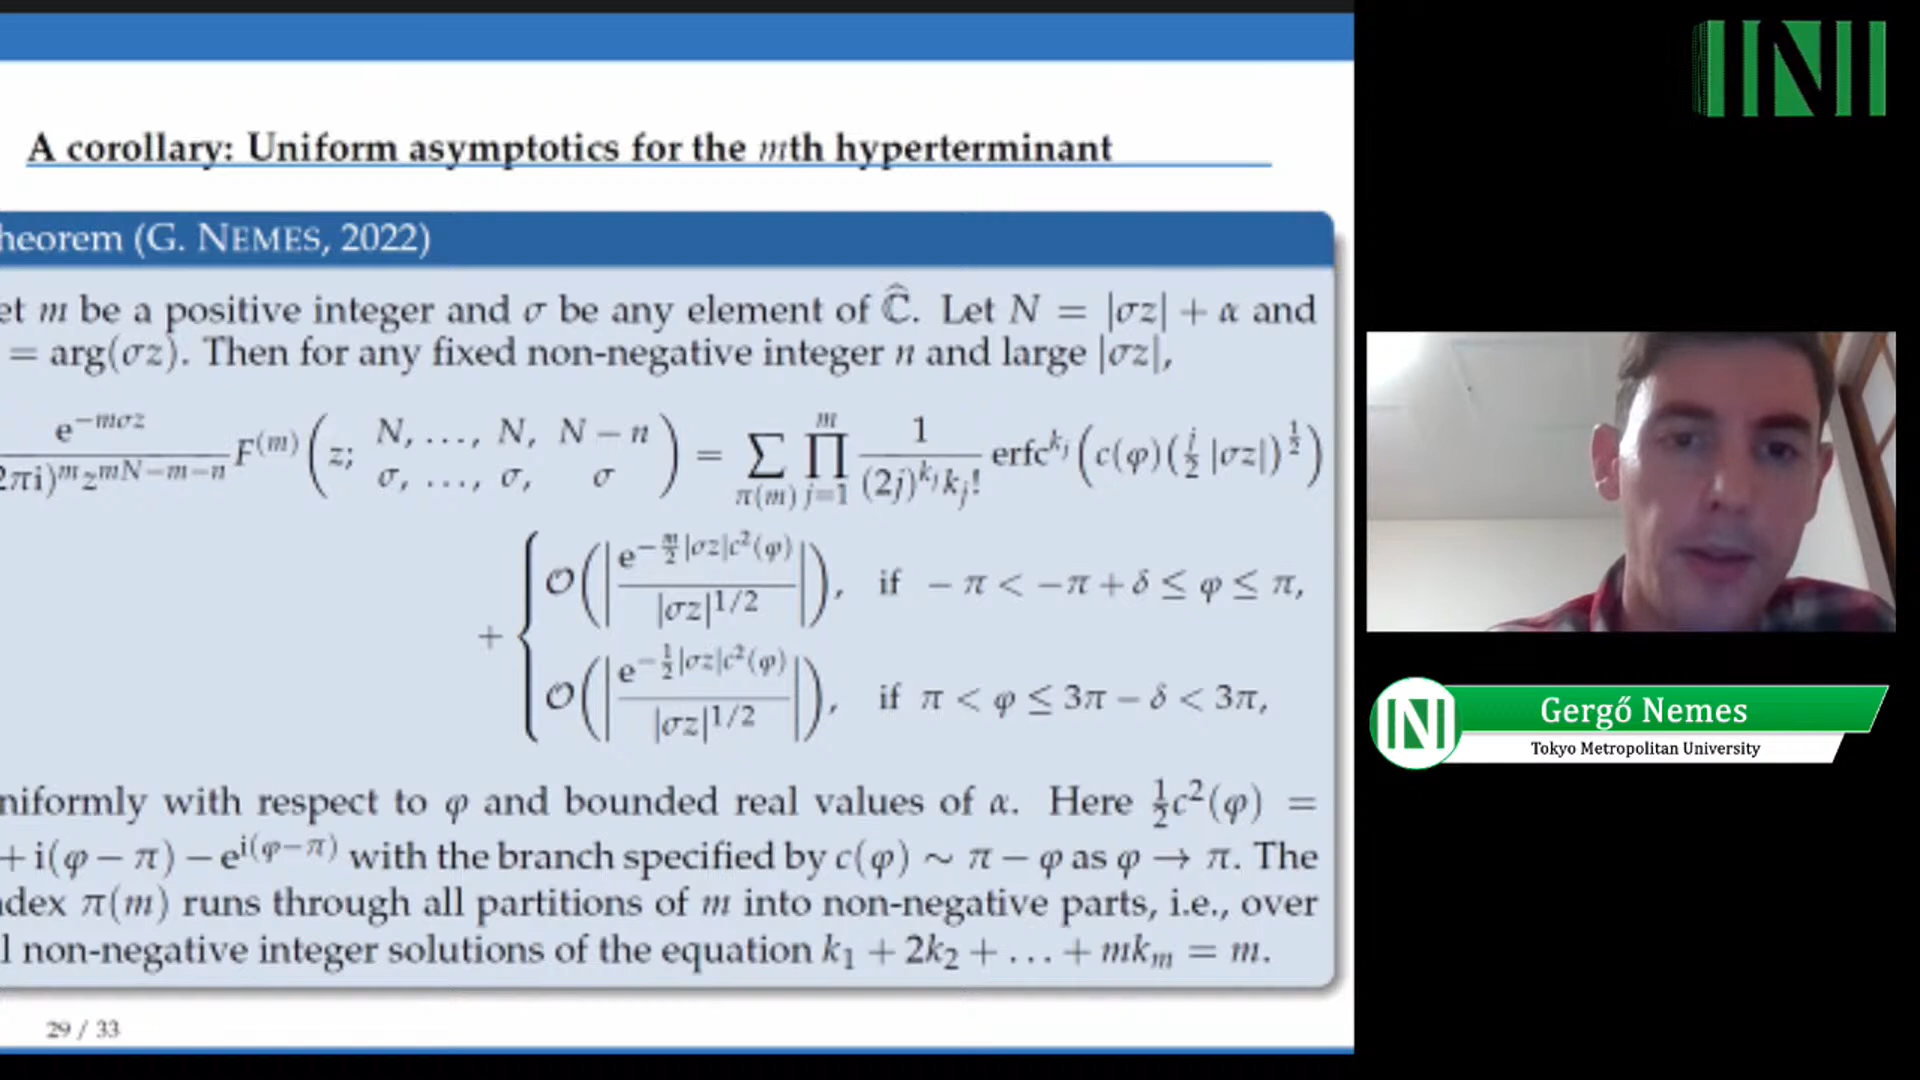 A corollary: Uniform asymptotics for the mth hyperterminant
heorem (G. NEMES, 2022)
et m be a positive integer and σ be any element of Ĉ. Let N = |σz| + α and
= arg(σz). Then for any fixed non-negative integer n and large |σz|,
e^{−mσz} / (2πi)^m z^{mN−m−n} F^{(m)}(z; N, …, N, N − n; σ, …, σ, σ) = ∑_{π(m)} ∏_{j=1}^{m} 1/((2j)^{k_j} k_j!) erfc^{k_j}(c(φ)(j/2 |σz|)^{1/2})
+ { O(|e^{−m/2|σz|c²(φ)} / |σz|^{1/2}|), if − π < −π + δ ≤ φ ≤ π,
O(|e^{−1/2|σz|c²(φ)} / |σz|^{1/2}|), if π < φ ≤ 3π − δ < 3π,
niformly with respect to φ and bounded real values of α. Here ½c²(φ) =
+ i(φ − π) − e^{i(φ−π)} with the branch specified by c(φ) ∼ π − φ as φ → π. The
ndex π(m) runs through all partitions of m into non-negative parts, i.e., over
l non-negative integer solutions of the equation k₁ + 2k₂ + … + mk_m = m.
29 / 33
INI
INI
Gergő Nemes
Tokyo Metropolitan University